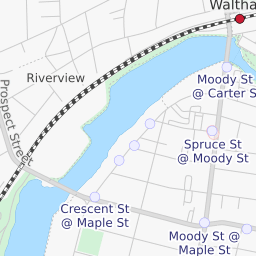 Waltha
Riverview
Moody St
@ Carter S
Prospect Street
Spruce St
@ Moody St
Crescent St
@ Maple St
Moody St @
Maple St